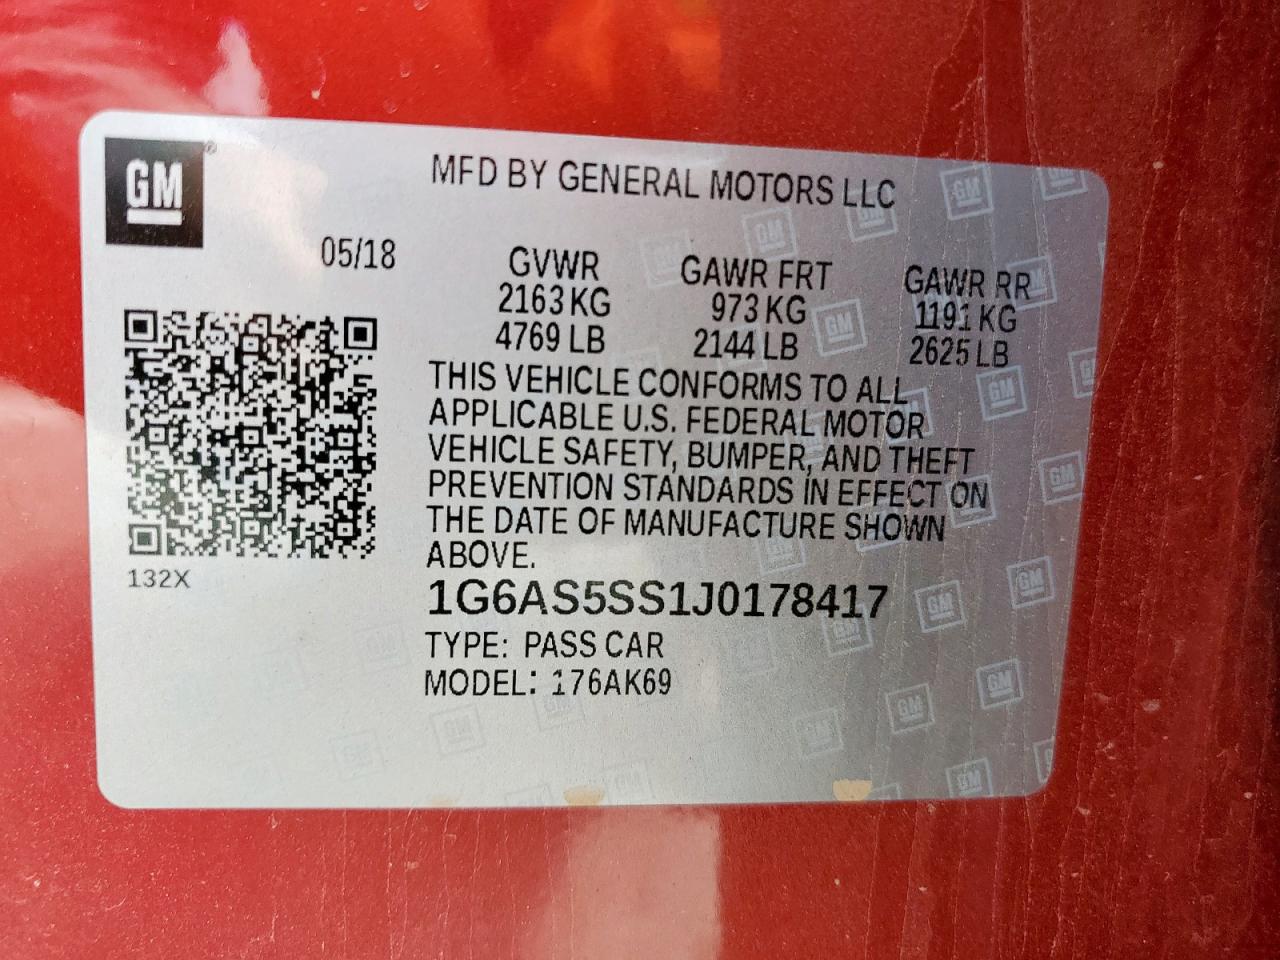 GM®
MFD BY GENERAL MOTORS LLC
05/18
GVWR GAWR FRT GAWR RR
2163 KG 973 KG 1191 KG
4769 LB 2144 LB 2625 LB
THIS VEHICLE CONFORMS TO ALL
APPLICABLE U.S. FEDERAL MOTOR
VEHICLE SAFETY, BUMPER, AND THEFT
PREVENTION STANDARDS IN EFFECT ON
THE DATE OF MANUFACTURE SHOWN
ABOVE.
132X
1G6AS5SS1J0178417
TYPE: PASS CAR
MODEL: 176AK69